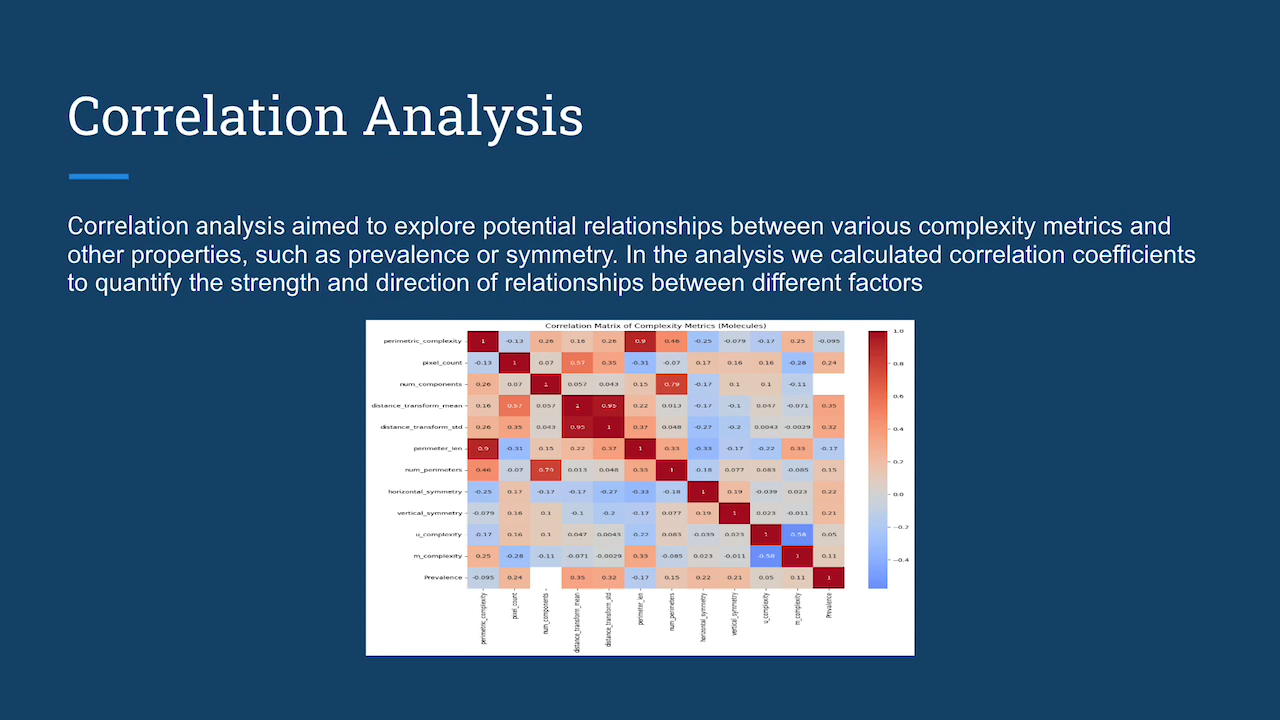 Correlation Analysis
Correlation analysis aimed to explore potential relationships between various complexity metrics and
other properties, such as prevalence or symmetry. In the analysis we calculated correlation coefficients
to quantify the strength and direction of relationships between different factors
Correlation Matrix of Complexity Metrics (Molecules)
perimetric_complexity 1 -0.13 0.26 0.16 0.26 0.9 0.46 -0.25 -0.079 -0.17 0.25 -0.095
pixel_count -0.13 1 0.07 0.57 0.35 -0.31 -0.07 0.17 0.16 0.16 -0.28 0.24
num_components 0.26 0.07 1 0.057 0.043 0.15 0.79 -0.17 0.1 0.1 -0.11
distance_transform_mean 0.16 0.57 0.057 1 0.95 0.22 0.013 -0.17 -0.1 0.047 -0.071 0.35
distance_transform_std 0.26 0.35 0.043 0.95 1 0.37 0.048 -0.27 -0.2 0.0043 -0.0029 0.32
perimeter_len 0.9 -0.31 0.15 0.22 0.37 1 0.33 -0.33 -0.17 -0.22 0.33 -0.17
num_perimeters 0.46 -0.07 0.79 0.013 0.048 0.33 1 -0.18 0.077 0.083 -0.085 0.15
horizontal_symmetry -0.25 0.17 -0.17 -0.17 -0.27 -0.33 -0.18 1 0.19 -0.039 0.023 0.22
vertical_symmetry -0.079 0.16 0.1 -0.1 -0.2 -0.17 0.077 0.19 1 0.023 -0.011 0.21
u_complexity -0.17 0.16 0.1 0.047 0.0043 -0.22 0.083 -0.039 0.023 1 -0.58 0.05
m_complexity 0.25 -0.28 -0.11 -0.071 -0.0029 0.33 -0.085 0.023 -0.011 -0.58 1 0.11
Prevalence -0.095 0.24 0.35 0.32 -0.17 0.15 0.22 0.21 0.05 0.11 1
perimetric_complexity
pixel_count
num_components
distance_transform_mean
distance_transform_std
perimeter_len
num_perimeters
horizontal_symmetry
vertical_symmetry
u_complexity
m_complexity
Prevalence
1.0
0.8
0.6
0.4
0.2
0.0
−0.2
−0.4